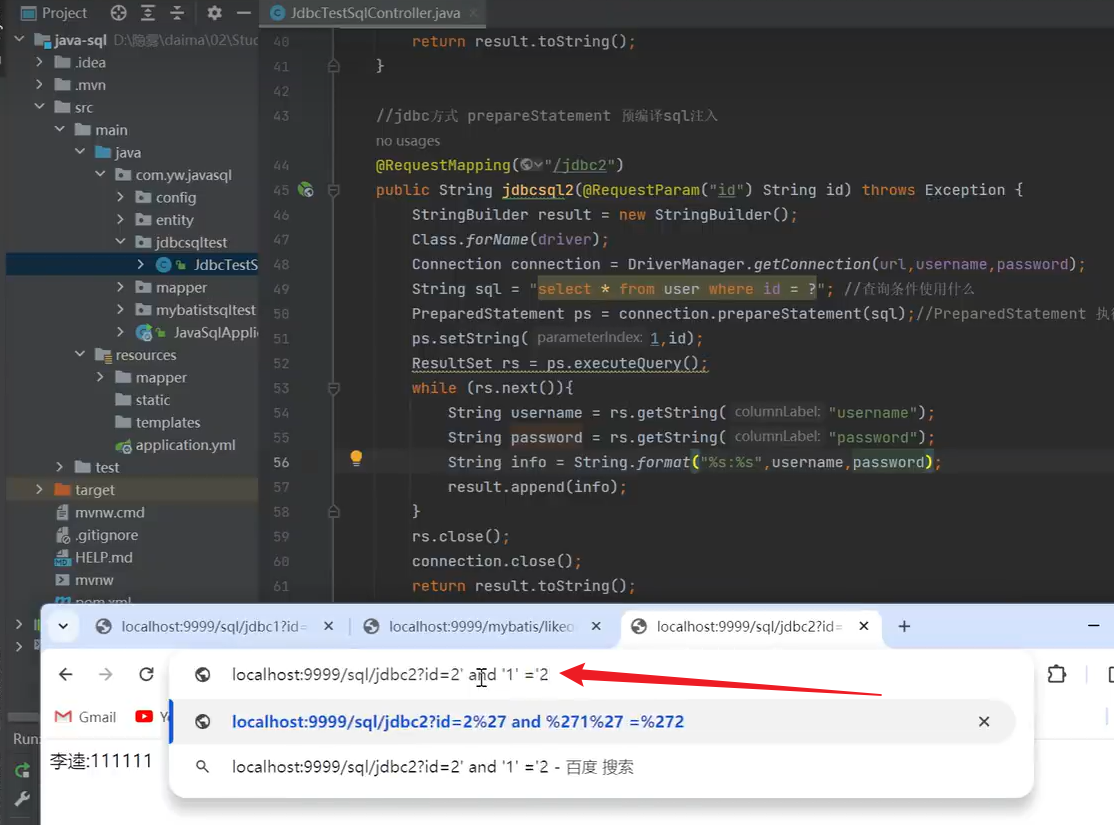 Project
JdbcTestSqlController.java
java-sql D:\隐雾\daima\02\Stud
.idea
.mvn
src
main
java
com.yw.javasql
config
entity
jdbcsqltest
JdbcTestS
mapper
mybatistsqltest
JavaSqlApplic
resources
mapper
static
templates
application.yml
test
target
mvnw.cmd
.gitignore
HELP.md
mvnw
pom.xml
Run:
40 return result.toString();
41 }
42
43 //jdbc方式 prepareStatement 预编译sql注入
no usages
44 @RequestMapping("/jdbc2")
45 public String jdbcsql2(@RequestParam("id") String id) throws Exception {
46 StringBuilder result = new StringBuilder();
47 Class.forName(driver);
48 Connection connection = DriverManager.getConnection(url,username,password);
49 String sql = "select * from user where id = ?"; //查询条件使用什么
50 PreparedStatement ps = connection.prepareStatement(sql);//PreparedStatement 执
51 ps.setString( parameterIndex: 1,id);
52 ResultSet rs = ps.executeQuery();
53 while (rs.next()){
54 String username = rs.getString( columnLabel: "username");
55 String password = rs.getString( columnLabel: "password");
56 String info = String.format("%s:%s",username,password);
57 result.append(info);
58 }
59 rs.close();
60 connection.close();
61 return result.toString();
localhost:9999/sql/jdbc1?id=
localhost:9999/mybatis/likeo
localhost:9999/sql/jdbc2?id=
localhost:9999/sql/jdbc2?id=2' and '1' ='2
Gmail
localhost:9999/sql/jdbc2?id=2%27 and %271%27 =%272
李逵:111111
localhost:9999/sql/jdbc2?id=2' and '1' ='2 - 百度 搜索